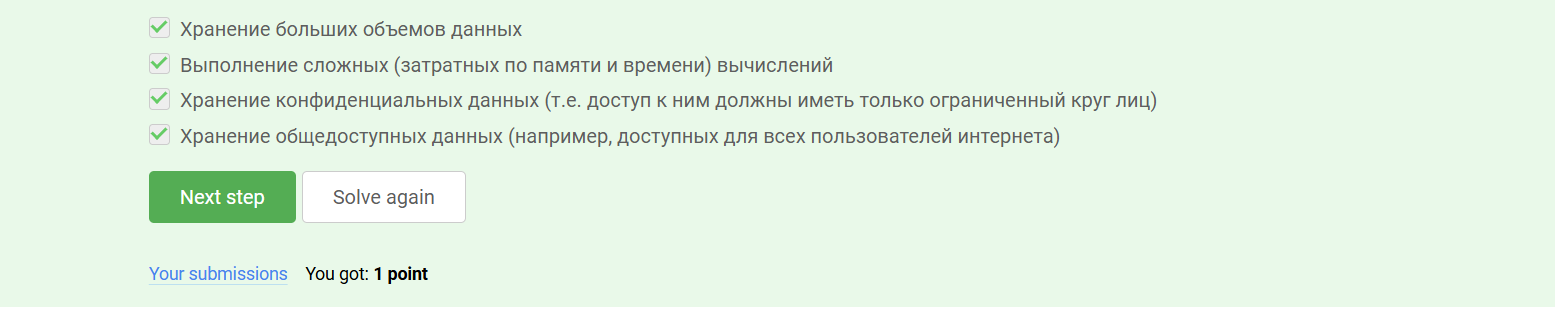 Хранение больших объемов данных
Выполнение сложных (затратных по памяти и времени) вычислений
Хранение конфиденциальных данных (т.е. доступ к ним должны иметь только ограниченный круг лиц)
Хранение общедоступных данных (например, доступных для всех пользователей интернета)
Next step Solve again
Your submissions You got: 1 point